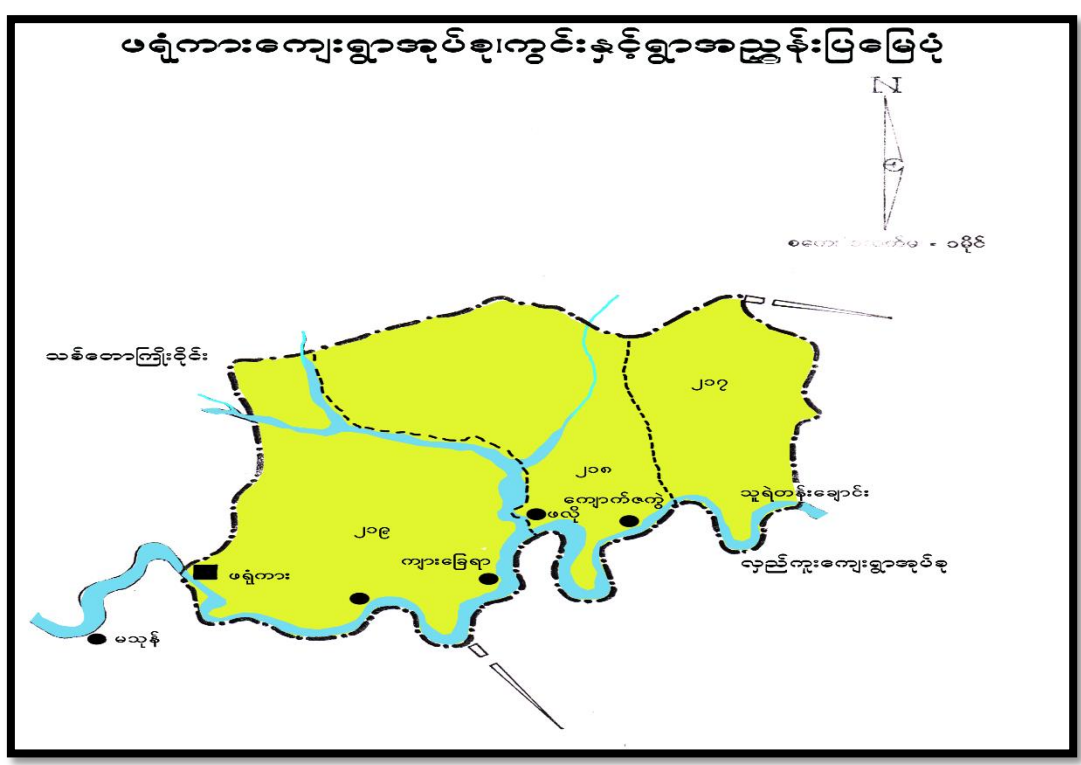 ဖရုံကားကျေးရွာအုပ်စု၊ကွင်းနှင့်ရွာအညွှန်းပြမြေပုံ
N
= ၁မိုင်
သစ်တောကြိုးဝိုင်း
၂၁၇
၂၁၈
ကျောက်ဇကွဲ
သူရဲတန်းချောင်း
ဖလို
၂၁၉
ကျားခြေရာ
လှည်ကူးကျေးရွာအုပ်စု
ဖရုံကား
မသုန်